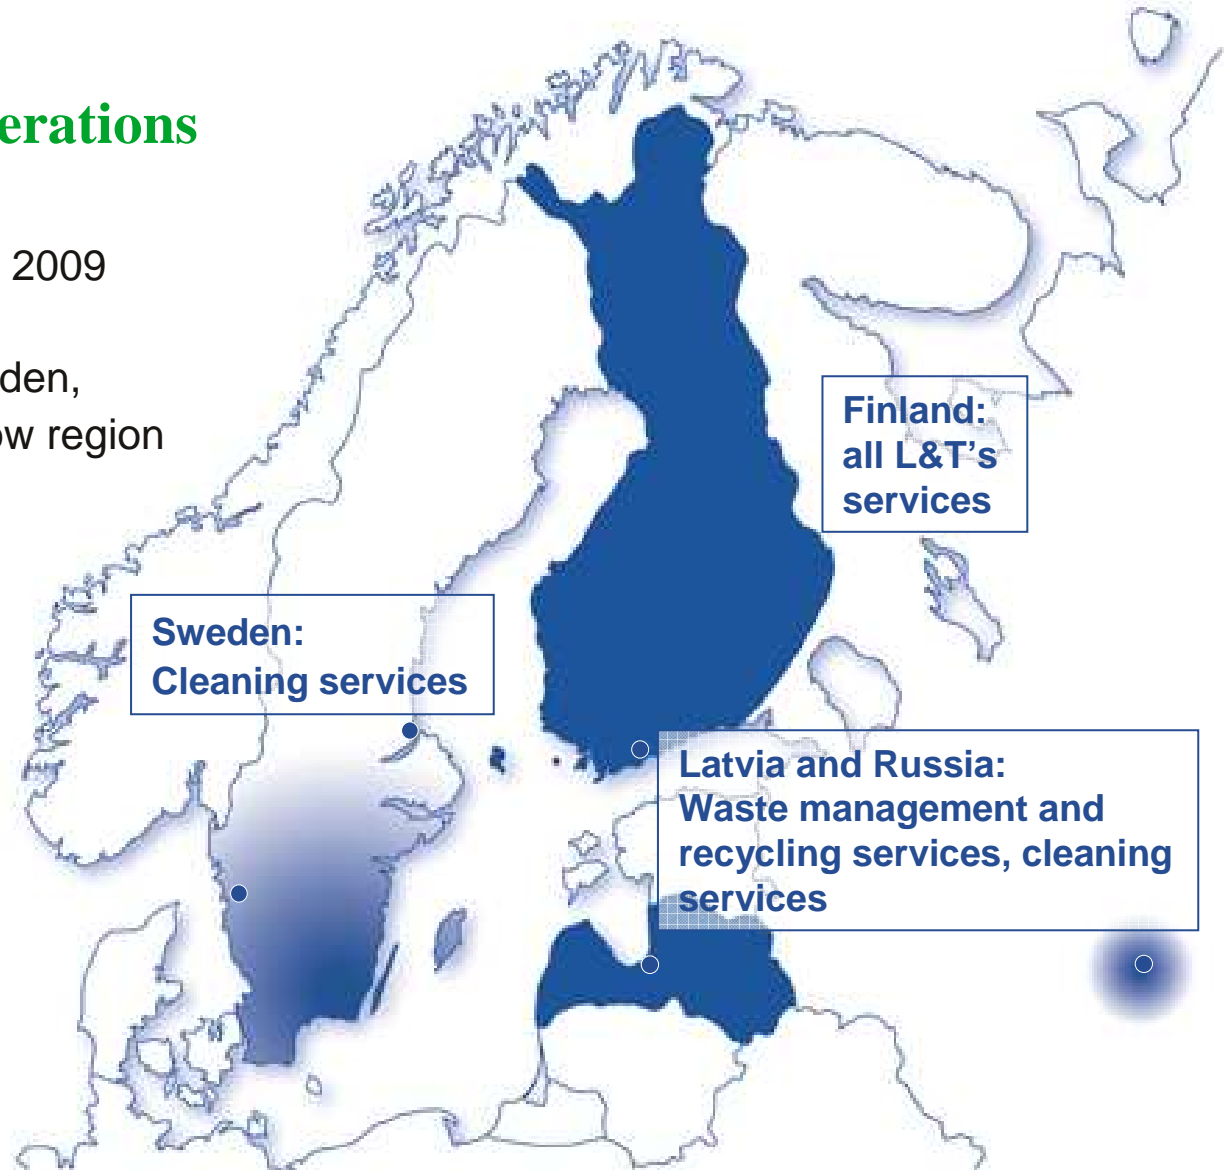 erations
2009
den,
ow region
Finland:
all L&T's
services
Sweden:
Cleaning services
Latvia and Russia:
Waste management and
recycling services, cleaning
services